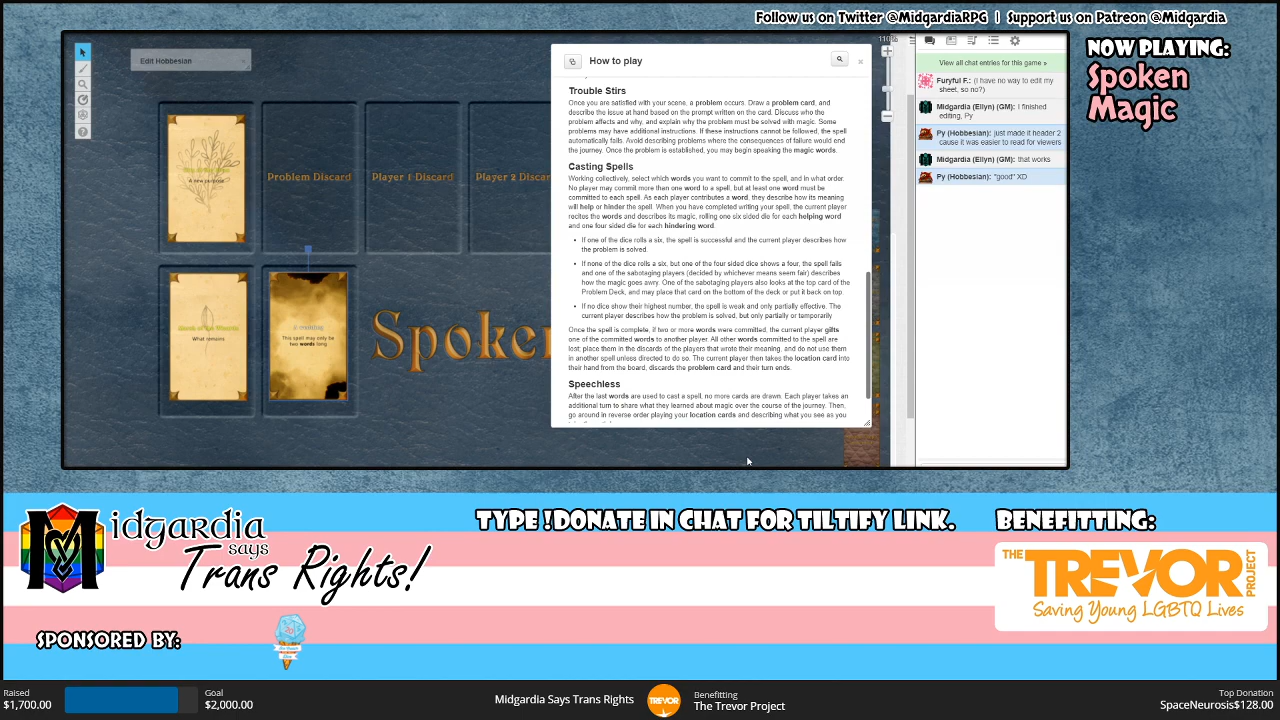 Follow us on Twitter @MidgardiaRPG | Support us on Patreon @Midgardia
NOW PLAYING:
Spoken
Magic
Edit Hobbesian
110%
How to play
Trouble Stirs
Once you are satisfied with your scene, a problem occurs. Draw a problem card, and
describe the issue at hand based on the prompt written on the card. Discuss who the
problem affects and why, and explain why the problem must be solved with magic. Some
problems may have additional instructions. If these instructions cannot be followed, the spell
automatically fails. Avoid describing problems where the consequences of failure would end
the journey. Once the problem is established, you may begin speaking the magic words.
Casting Spells
Working collectively, select which words you want to commit to the spell, and in what order.
No player may commit more than one word to a spell, but at least one word must be
committed to each spell. As each player contributes a word, they describe how its meaning
will help or hinder the spell. When you have completed writing your spell, the current player
recites the words and describes its magic, rolling one six sided die for each helping word
and one four sided die for each hindering word.
If one of the dice rolls a six, the spell is successful and the current player describes how
the problem is solved.
If none of the dice rolls a six, but one of the four sided dice shows a four, the spell fails
and one of the sabotaging players (decided by whichever means seem fair) describes
how the magic goes awry. One of the sabotaging players also looks at the top card of the
Problem Deck, and may place that card on the bottom of the deck or put it back on top.
If no dice show their highest number, the spell is weak and only partially effective. The
current player describes how the problem is solved, but only partially or temporarily
Once the spell is complete, if two or more words were committed, the current player gifts
one of the committed words to another player. All other words committed to the spell are
lost; place them in the discards of the players that wrote their meaning, and do not use them
in another spell unless directed to do so. The current player then takes the location card into
their hand from the board, discards the problem card and their turn ends.
Speechless
After the last words are used to cast a spell, no more cards are drawn. Each player takes an
additional turn to share what they learned about magic over the course of the journey. Then,
go around in reverse order playing your location cards and describing what you see as you
A new purpose
Problem Discard
Player 1 Discard
Player 2 Discar
What remains
This spell may only be
two words long
Spoke
View all chat entries for this game »
Furyful F.: (i have no way to edit my
sheet, so.no?)
Midgardia (Ellyn) (GM): I finished
editing, Py
Py (Hobbesian): just made it header 2
cause it was easier to read for viewers
Midgardia (Ellyn) (GM): that works
Py (Hobbesian): "good" XD
Midgardia
says
Trans Rights!
TYPE !DONATE IN CHAT FOR TILTIFY LINK.
BENEFITTING:
THE TREVOR PROJECT
Saving Young LGBTQ Lives
SPONSORED BY:
Raised
$1,700.00
Goal
$2,000.00
Midgardia Says Trans Rights
TREVOR
Benefitting
The Trevor Project
Top Donation
SpaceNeurosis$128.00